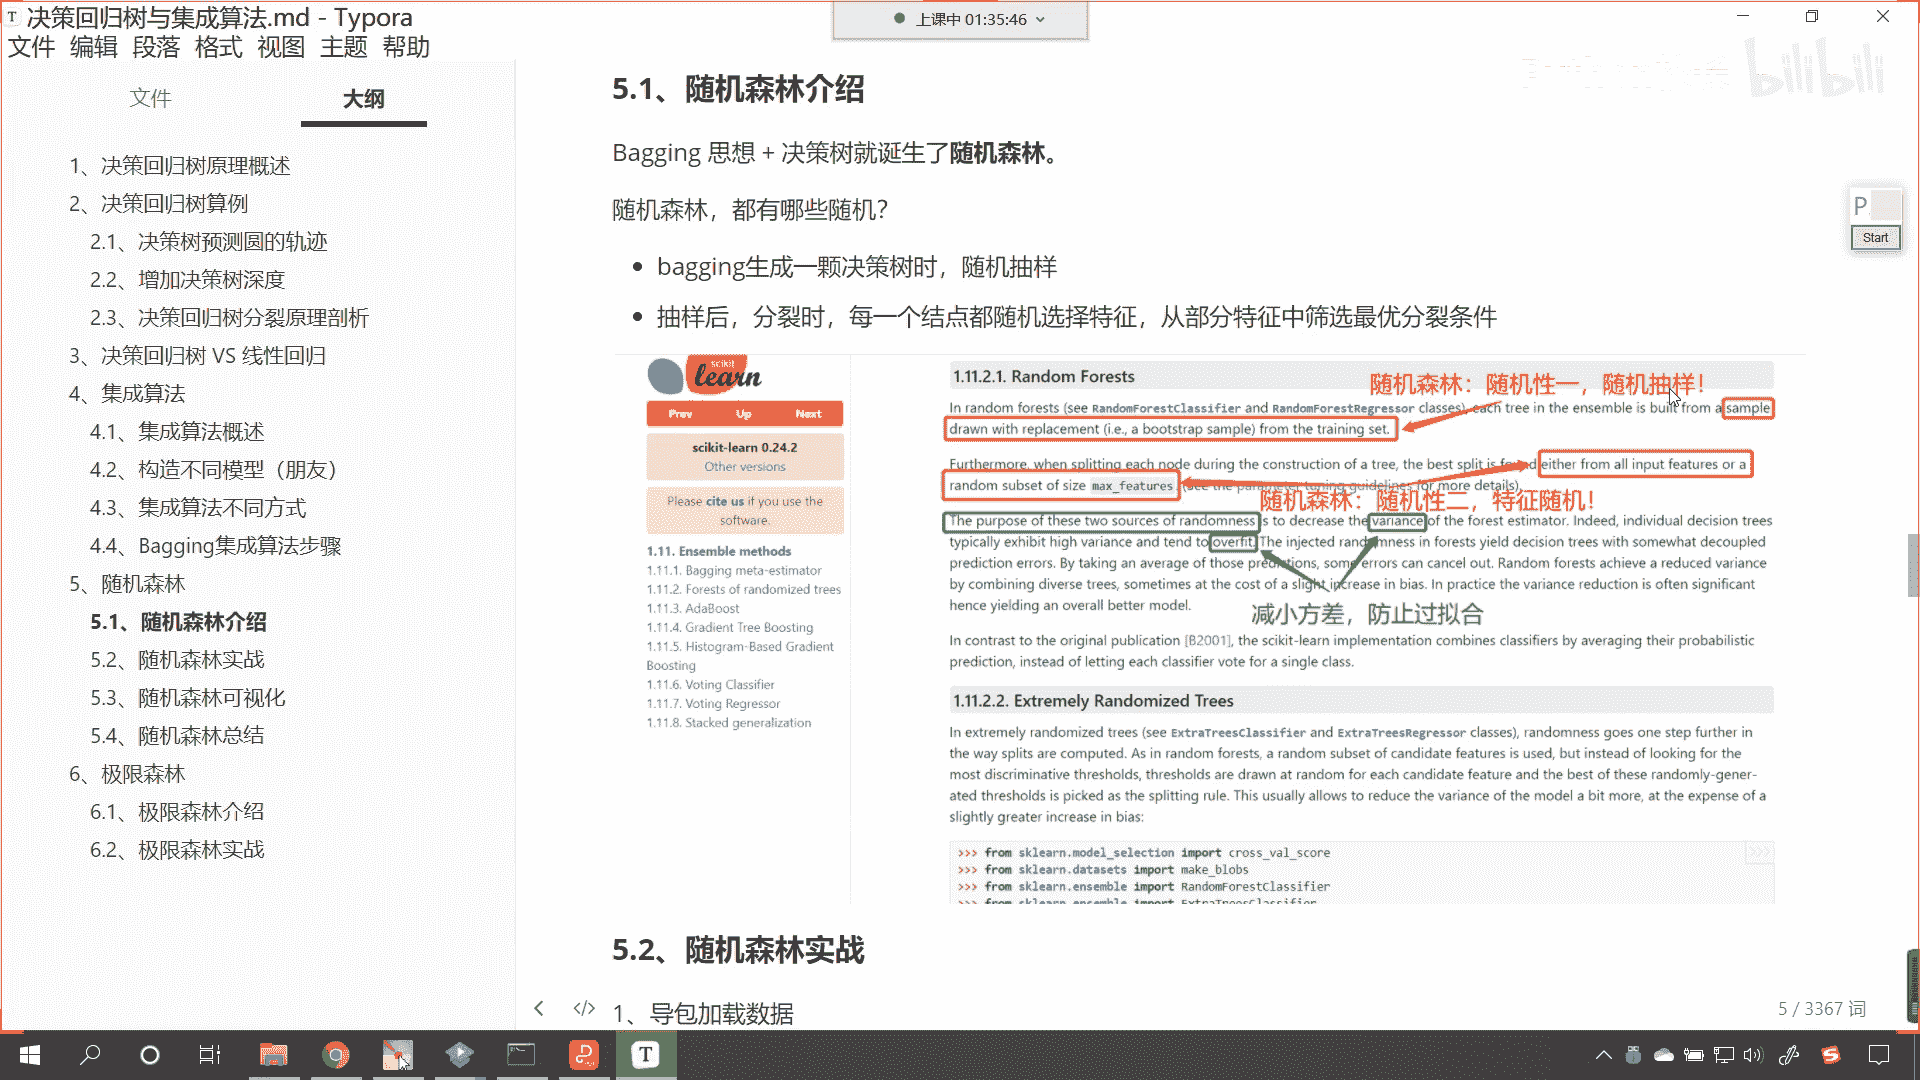 决策回归树与集成算法.md - Typora
上课中 01:35:46
文件 编辑 段落 格式 视图 主题 帮助
bilibili
文件 大纲
1、决策回归树原理概述
2、决策回归树算例
2.1、决策树预测圆的轨迹
2.2、增加决策树深度
2.3、决策回归树分裂原理剖析
3、决策回归树 VS 线性回归
4、集成算法
4.1、集成算法概述
4.2、构造不同模型（朋友）
4.3、集成算法不同方式
4.4、Bagging集成算法步骤
5、随机森林
5.1、随机森林介绍
5.2、随机森林实战
5.3、随机森林可视化
5.4、随机森林总结
6、极限森林
6.1、极限森林介绍
6.2、极限森林实战
5.1、随机森林介绍
Bagging 思想 + 决策树就诞生了随机森林。
随机森林，都有哪些随机？
bagging生成一颗决策树时，随机抽样
抽样后，分裂时，每一个结点都随机选择特征，从部分特征中筛选最优分裂条件
P
Start
scikit
learn
Prev Up Next
scikit-learn 0.24.2
Other versions
Please cite us if you use the
software.
1.11. Ensemble methods
1.11.1. Bagging meta-estimator
1.11.2. Forests of randomized trees
1.11.3. AdaBoost
1.11.4. Gradient Tree Boosting
1.11.5. Histogram-Based Gradient
Boosting
1.11.6. Voting Classifier
1.11.7. Voting Regressor
1.11.8. Stacked generalization
1.11.2.1. Random Forests
随机森林：随机性一，随机抽样！
In random forests (see RandomForestClassifier and RandomForestRegressor classes), each tree in the ensemble is built from a sample
drawn with replacement (i.e., a bootstrap sample) from the training set.
Furthermore, when splitting each node during the construction of a tree, the best split is found either from all input features or a
random subset of size max_features. (See the parameter tuning guidelines for more details).
随机森林：随机性二，特征随机！
The purpose of these two sources of randomness is to decrease the variance of the forest estimator. Indeed, individual decision trees
typically exhibit high variance and tend to overfit. The injected randomness in forests yield decision trees with somewhat decoupled
prediction errors. By taking an average of those predictions, some errors can cancel out. Random forests achieve a reduced variance
by combining diverse trees, sometimes at the cost of a slight increase in bias. In practice the variance reduction is often significant
hence yielding an overall better model.
减小方差，防止过拟合
In contrast to the original publication [B2001], the scikit-learn implementation combines classifiers by averaging their probabilistic
prediction, instead of letting each classifier vote for a single class.
1.11.2.2. Extremely Randomized Trees
In extremely randomized trees (see ExtraTreesClassifier and ExtraTreesRegressor classes), randomness goes one step further in
the way splits are computed. As in random forests, a random subset of candidate features is used, but instead of looking for the
most discriminative thresholds, thresholds are drawn at random for each candidate feature and the best of these randomly-gener-
ated thresholds is picked as the splitting rule. This usually allows to reduce the variance of the model a bit more, at the expense of a
slightly greater increase in bias:
>>> from sklearn.model_selection import cross_val_score
>>> from sklearn.datasets import make_blobs
>>> from sklearn.ensemble import RandomForestClassifier
>>> from sklearn.ensemble import ExtraTreesClassifier
5.2、随机森林实战
1、导包加载数据
5 / 3367 词